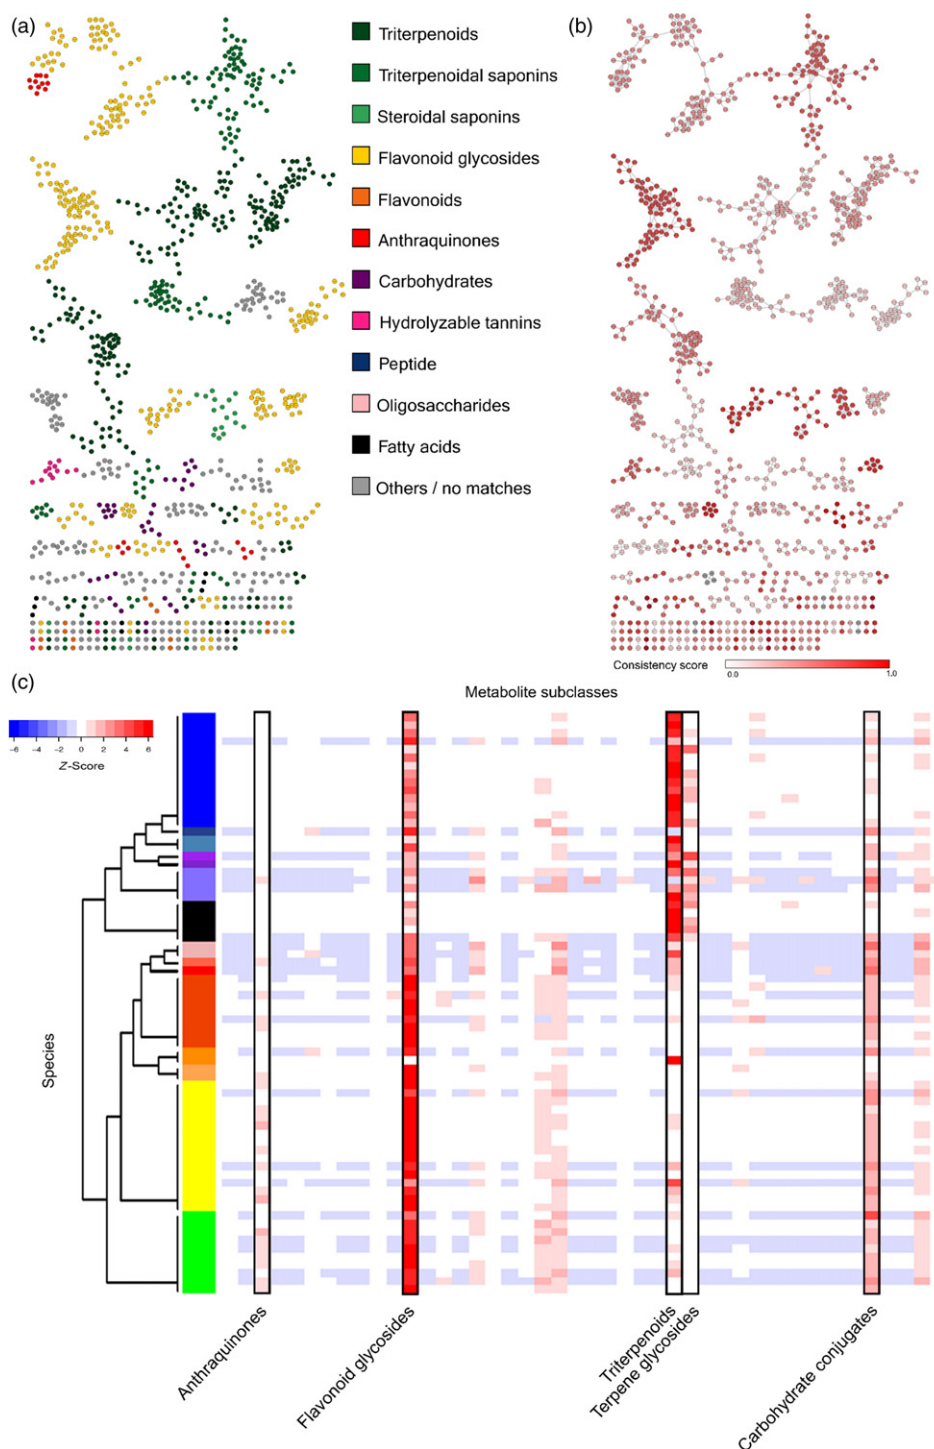 (a)
Triterpenoids
Triterpenoidal saponins
Steroidal saponins
Flavonoid glycosides
Flavonoids
Anthraquinones
Carbohydrates
Hydrolyzable tannins
Peptide
Oligosaccharides
Fatty acids
Others / no matches
(b)
Consistency score
0.0 1.0
(c)
Metabolite subclasses
-6 -4 -2 0 2 4 6
Z-Score
Species
Anthraquinones
Flavonoid glycosides
Triterpenoids
Terpene glycosides
Carbohydrate conjugates